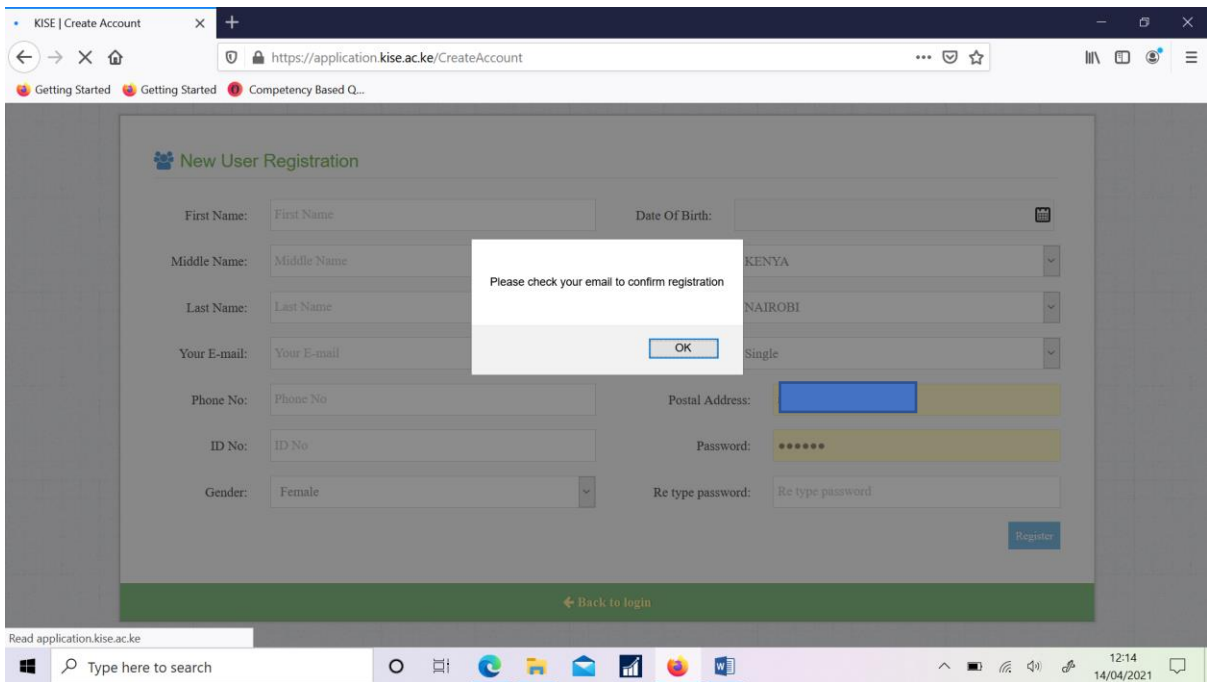 KISE | Create Account
https://application.kise.ac.ke/CreateAccount
Getting Started Getting Started Competency Based Q...
New User Registration
First Name: First Name Date Of Birth:
Middle Name: Middle Name KENYA
Please check your email to confirm registration
Last Name: Last Name NAIROBI
OK
Your E-mail: Your E-mail Single
Phone No: Phone No Postal Address:
ID No: ID No Password: ●●●●●●
Gender: Female Re type password: Re type password
Register
Back to login
Read application.kise.ac.ke
Type here to search
12:14
14/04/2021